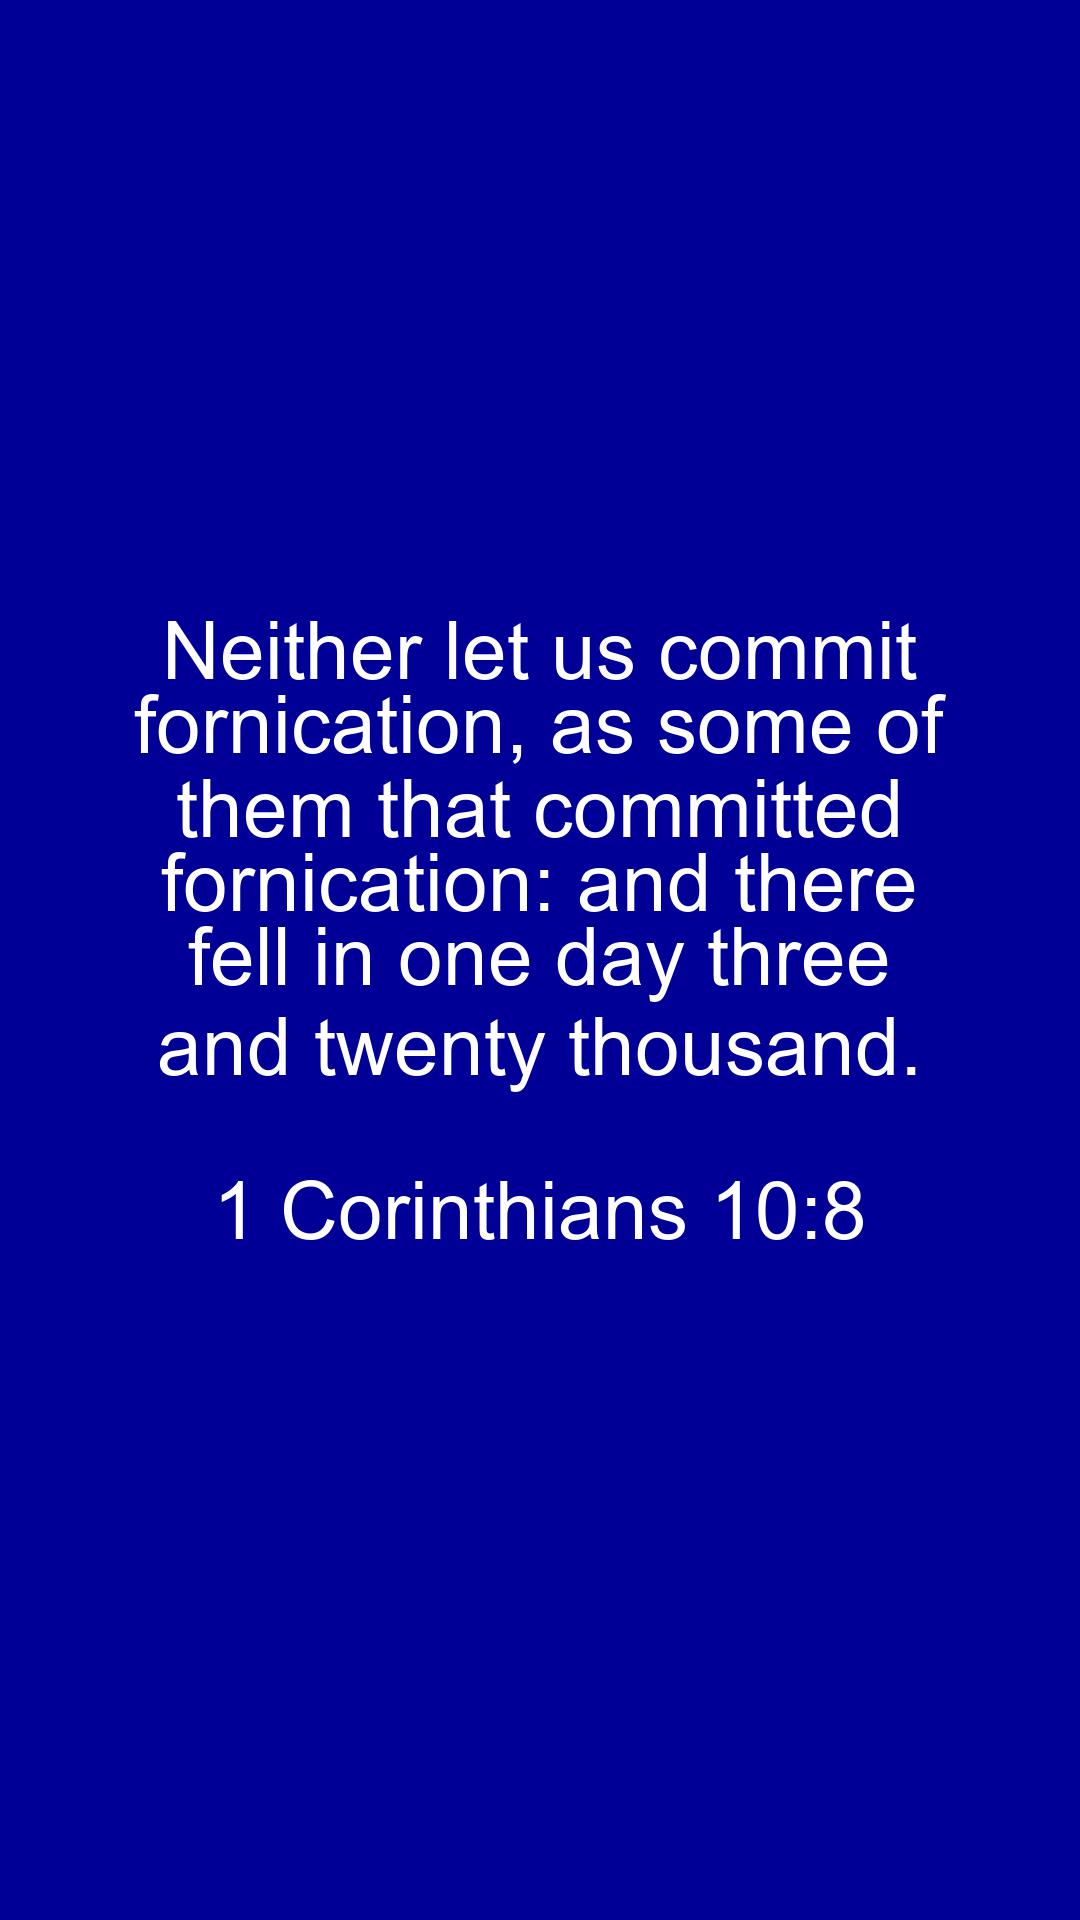 Neither let us commit
fornication, as some of
them that committed
fornication: and there
fell in one day three
and twenty thousand.
1 Corinthians 10:8